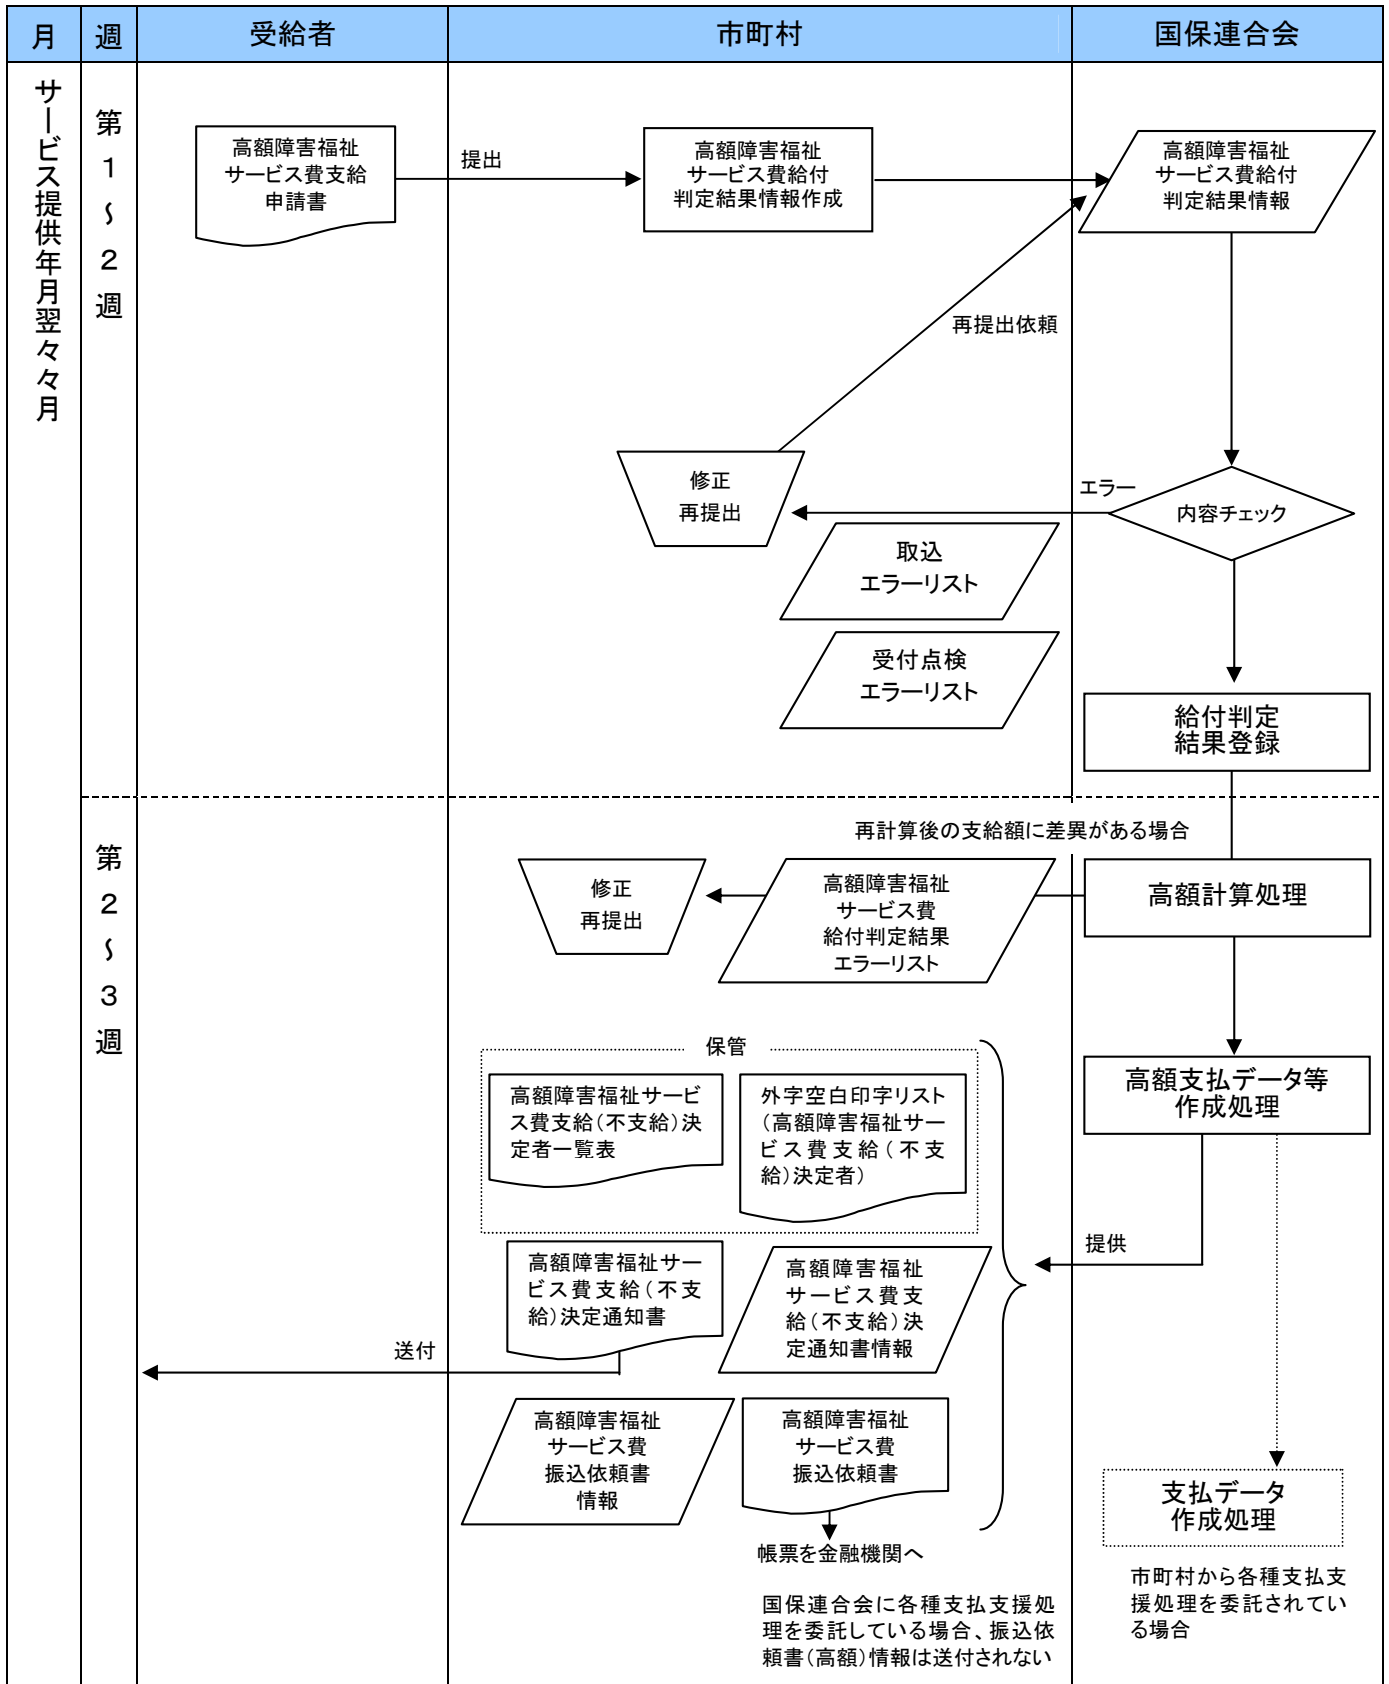 月
週
受給者
市町村
国保連合会
サービス提供年月翌々々月
第1～2週
高額障害福祉
サービス費支給
申請書
提出
高額障害福祉
サービス費給付
判定結果情報作成
高額障害福祉
サービス費給付
判定結果情報
再提出依頼
修正
再提出
エラー
内容チェック
取込
エラーリスト
受付点検
エラーリスト
給付判定
結果登録
第2～3週
再計算後の支給額に差異がある場合
修正
再提出
高額障害福祉
サービス費
給付判定結果
エラーリスト
高額計算処理
保管
高額障害福祉サービ
ス費支給(不支給)決
定者一覧表
外字空白印字リスト
(高額障害福祉サー
ビス費支給(不支
給)決定者)
高額支払データ等
作成処理
提供
高額障害福祉サー
ビス費支給(不支
給)決定通知書
高額障害福祉
サービス費支
給(不支給)決
定通知書情報
送付
高額障害福祉
サービス費
振込依頼書
情報
高額障害福祉
サービス費
振込依頼書
帳票を金融機関へ
支払データ
作成処理
市町村から各種支払支
援処理を委託されてい
る場合
国保連合会に各種支払支援処
理を委託している場合、振込依
頼書(高額)情報は送付されない